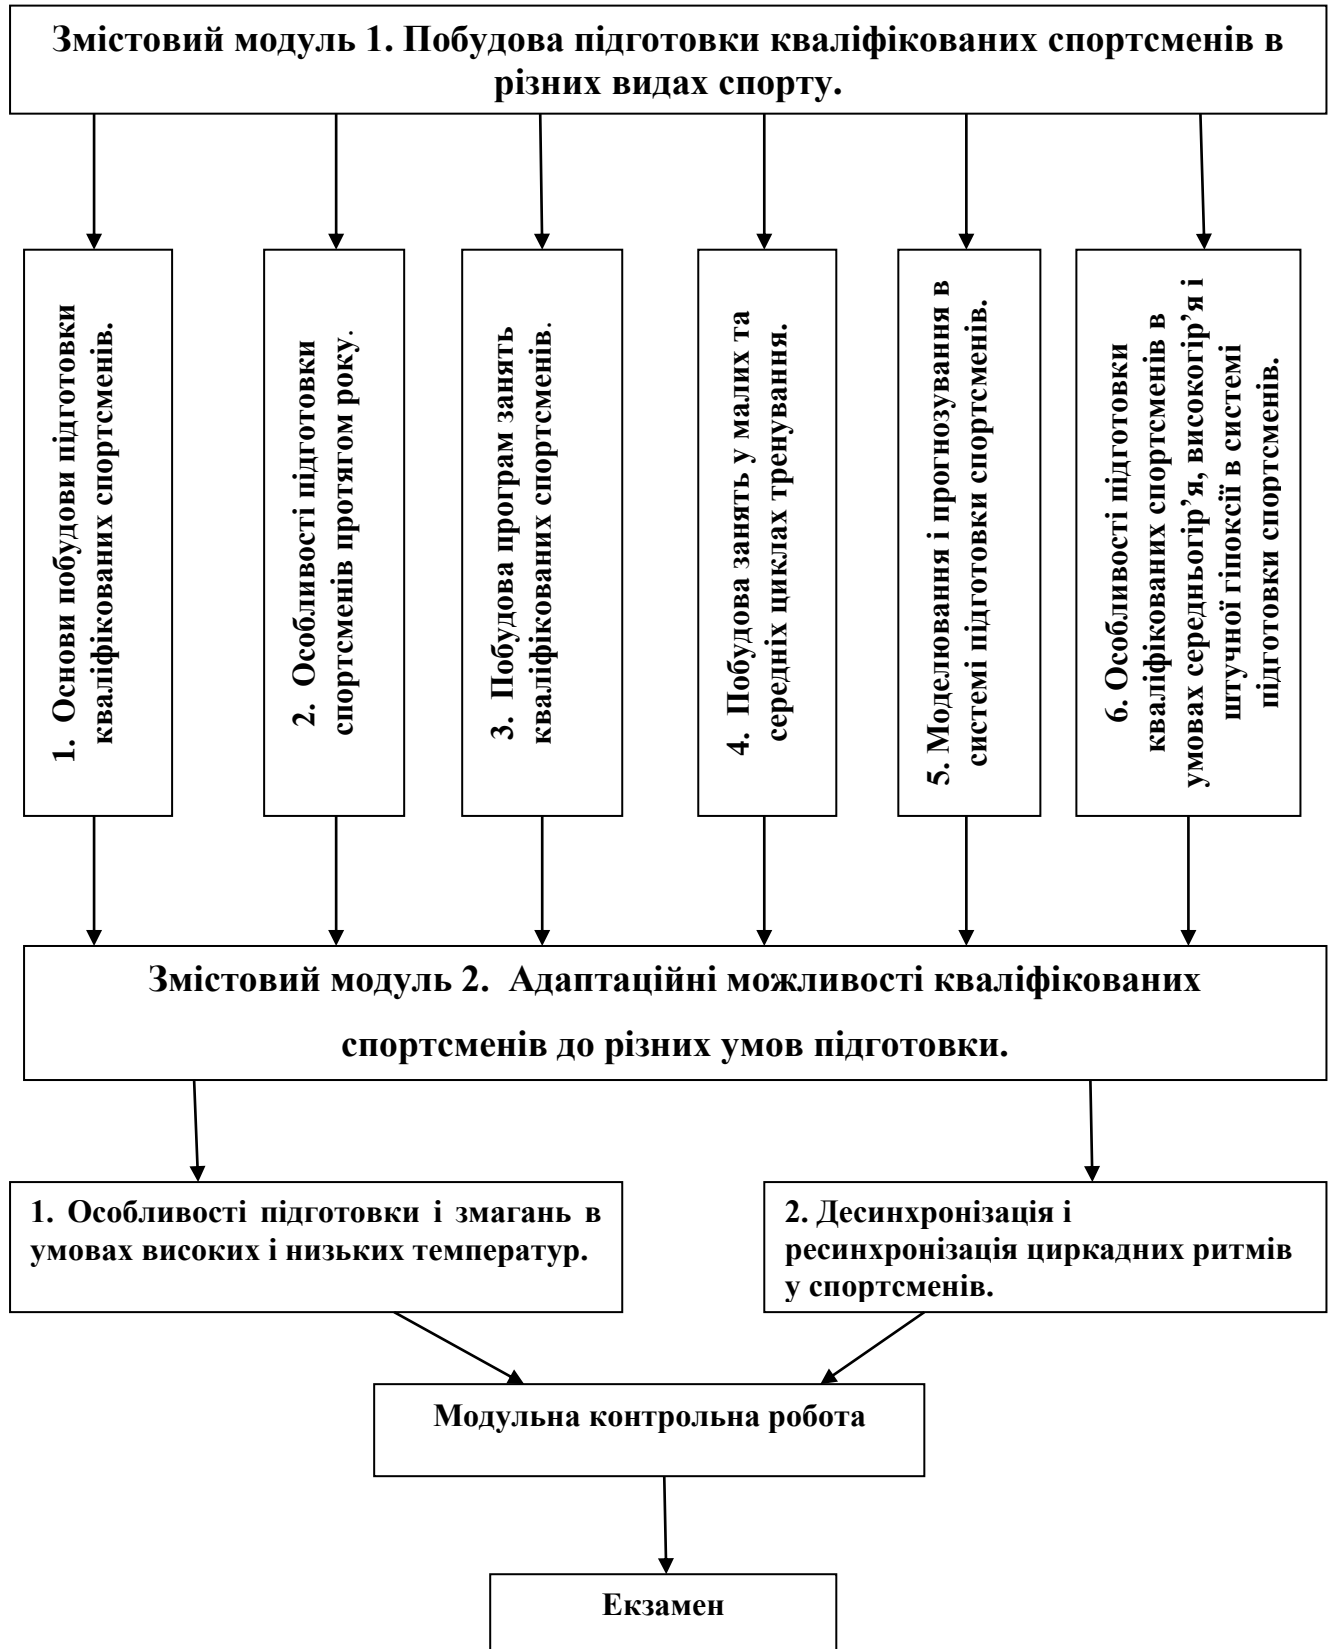 Змістовий модуль 1. Побудова підготовки кваліфікованих спортсменів в
різних видах спорту.
1. Основи побудови підготовки
кваліфікованих спортсменів.
2. Особливості підготовки
спортсменів протягом року.
3. Побудова програм занять
кваліфікованих спортсменів.
4. Побудова занять у малих та
середніх циклах тренування.
5. Моделювання і прогнозування в
системі підготовки спортсменів.
6. Особливості підготовки
кваліфікованих спортсменів в
умовах середньогір’я, високогір’я і
штучної гіпоксії в системі
підготовки спортсменів.
Змістовий модуль 2. Адаптаційні можливості кваліфікованих
спортсменів до різних умов підготовки.
1. Особливості підготовки і змагань в
умовах високих і низьких температур.
2. Десинхронізація і
ресинхронізація циркадних ритмів
у спортсменів.
Модульна контрольна робота
Екзамен